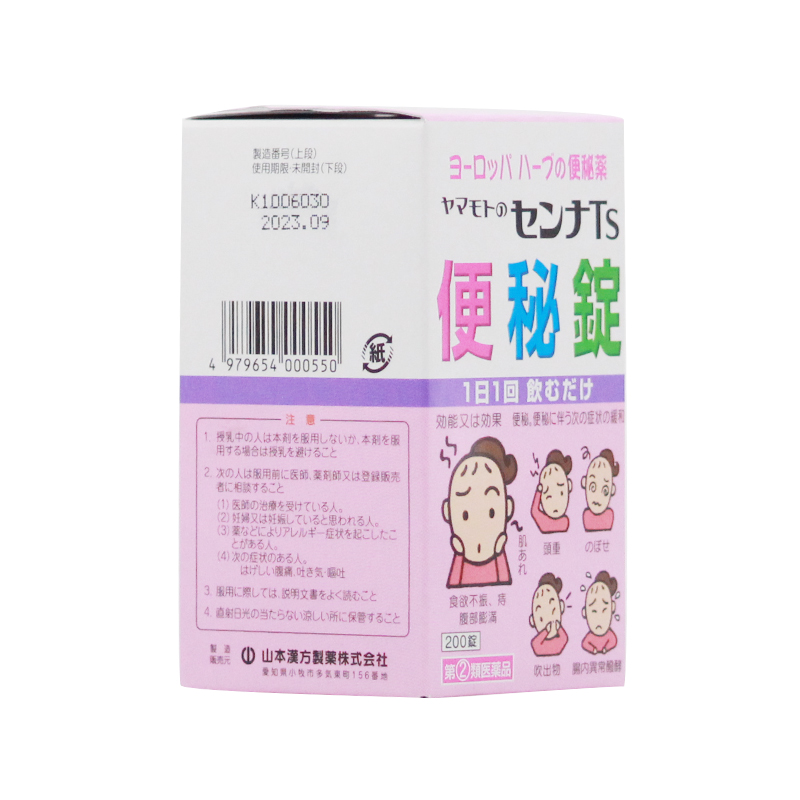 製造番号(上段)
使用期限・未開封(下段)
K1006030
2023.09
4 979654 000550
紙
注意
1. 授乳中の人は本剤を服用しないか、本剤を服
用する場合は授乳を避けること
2. 次の人は服用前に医師、薬剤師又は登録販売
者に相談すること
(1) 医師の治療を受けている人。
(2) 妊婦又は妊娠していると思われる人。
(3) 薬などによりアレルギー症状を起こしたこ
とがある人。
(4) 次の症状のある人。
はげしい腹痛、吐き気・嘔吐
3. 服用に際しては、説明文書をよく読むこと
4. 直射日光の当たらない涼しい所に保管すること
製造
販売元
山本漢方製薬株式会社
愛知県小牧市多気東町156番地
ヨーロッパ ハーブの便秘薬
ヤマモトのセンナTS
便秘錠
1日1回 飲むだけ
効能又は効果 便秘。便秘に伴う次の症状の緩和
肌あれ
頭重
のぼせ
食欲不振、痔
腹部膨満
吹出物
腸内異常醗酵
200錠
第②類医薬品